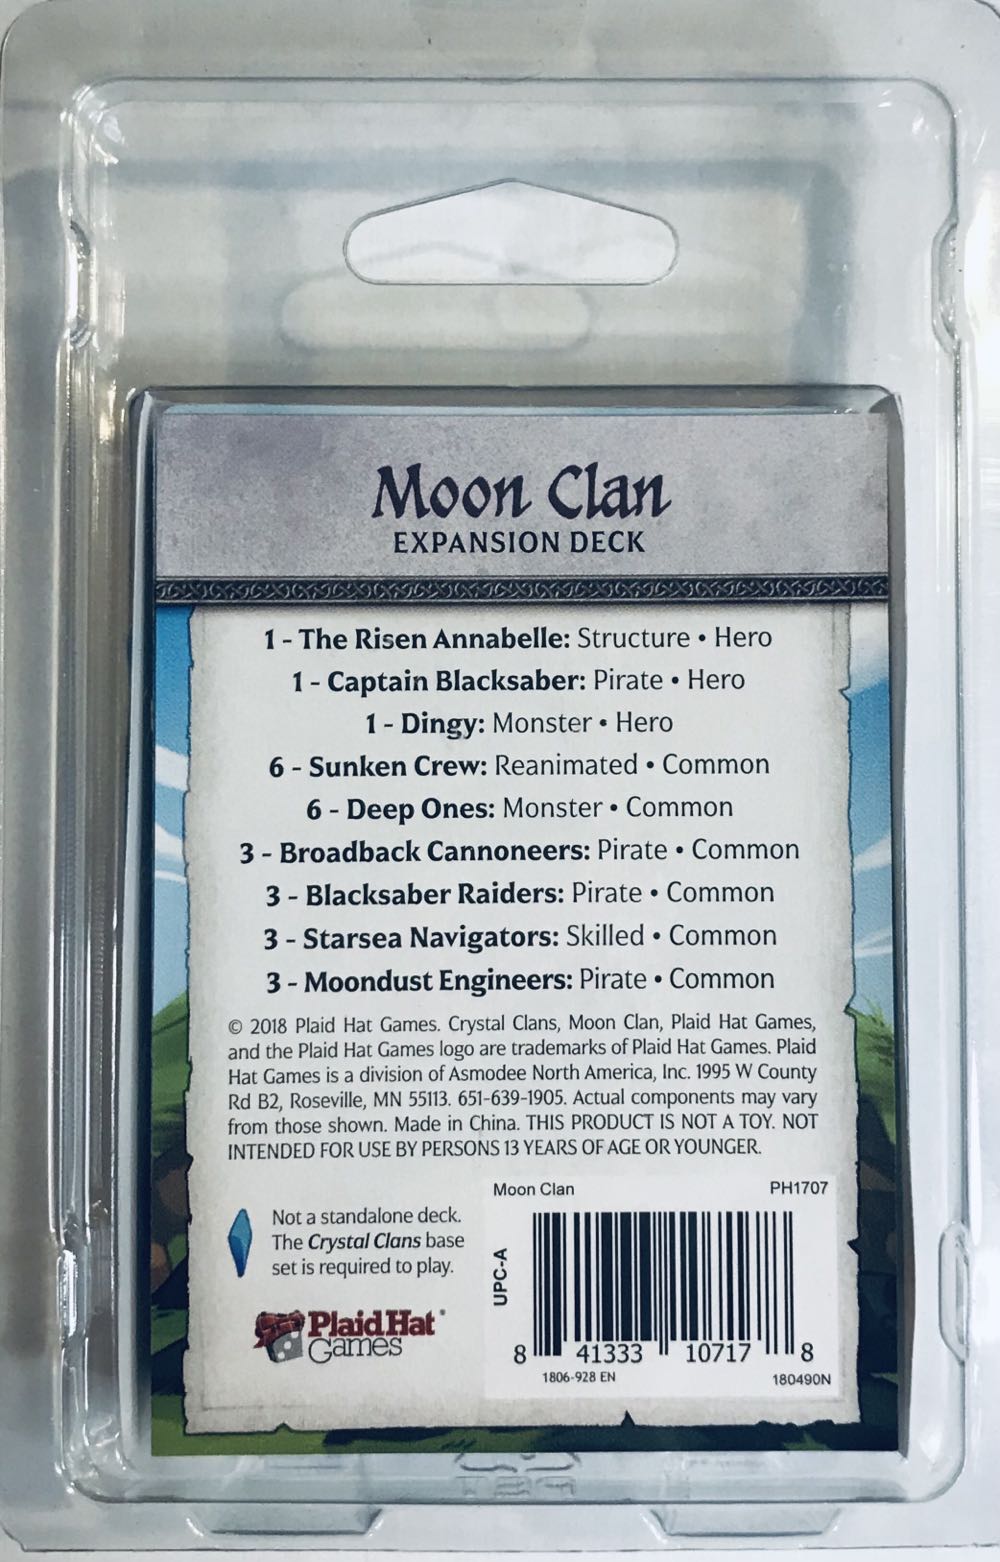 Moon Clan
EXPANSION DECK
1 - The Risen Annabelle: Structure • Hero
1 - Captain Blacksaber: Pirate • Hero
1 - Dingy: Monster • Hero
6 - Sunken Crew: Reanimated • Common
6 - Deep Ones: Monster • Common
3 - Broadback Cannoneers: Pirate • Common
3 - Blacksaber Raiders: Pirate • Common
3 - Starsea Navigators: Skilled • Common
3 - Moondust Engineers: Pirate • Common
© 2018 Plaid Hat Games. Crystal Clans, Moon Clan, Plaid Hat Games,
and the Plaid Hat Games logo are trademarks of Plaid Hat Games. Plaid
Hat Games is a division of Asmodee North America, Inc. 1995 W County
Rd B2, Roseville, MN 55113. 651-639-1905. Actual components may vary
from those shown. Made in China. THIS PRODUCT IS NOT A TOY. NOT
INTENDED FOR USE BY PERSONS 13 YEARS OF AGE OR YOUNGER.
Not a standalone deck.
The Crystal Clans base
set is required to play.
Plaid Hat
Games
Moon Clan PH1707
UPC-A
8 41333 10717 8
1806-928 EN 180490N